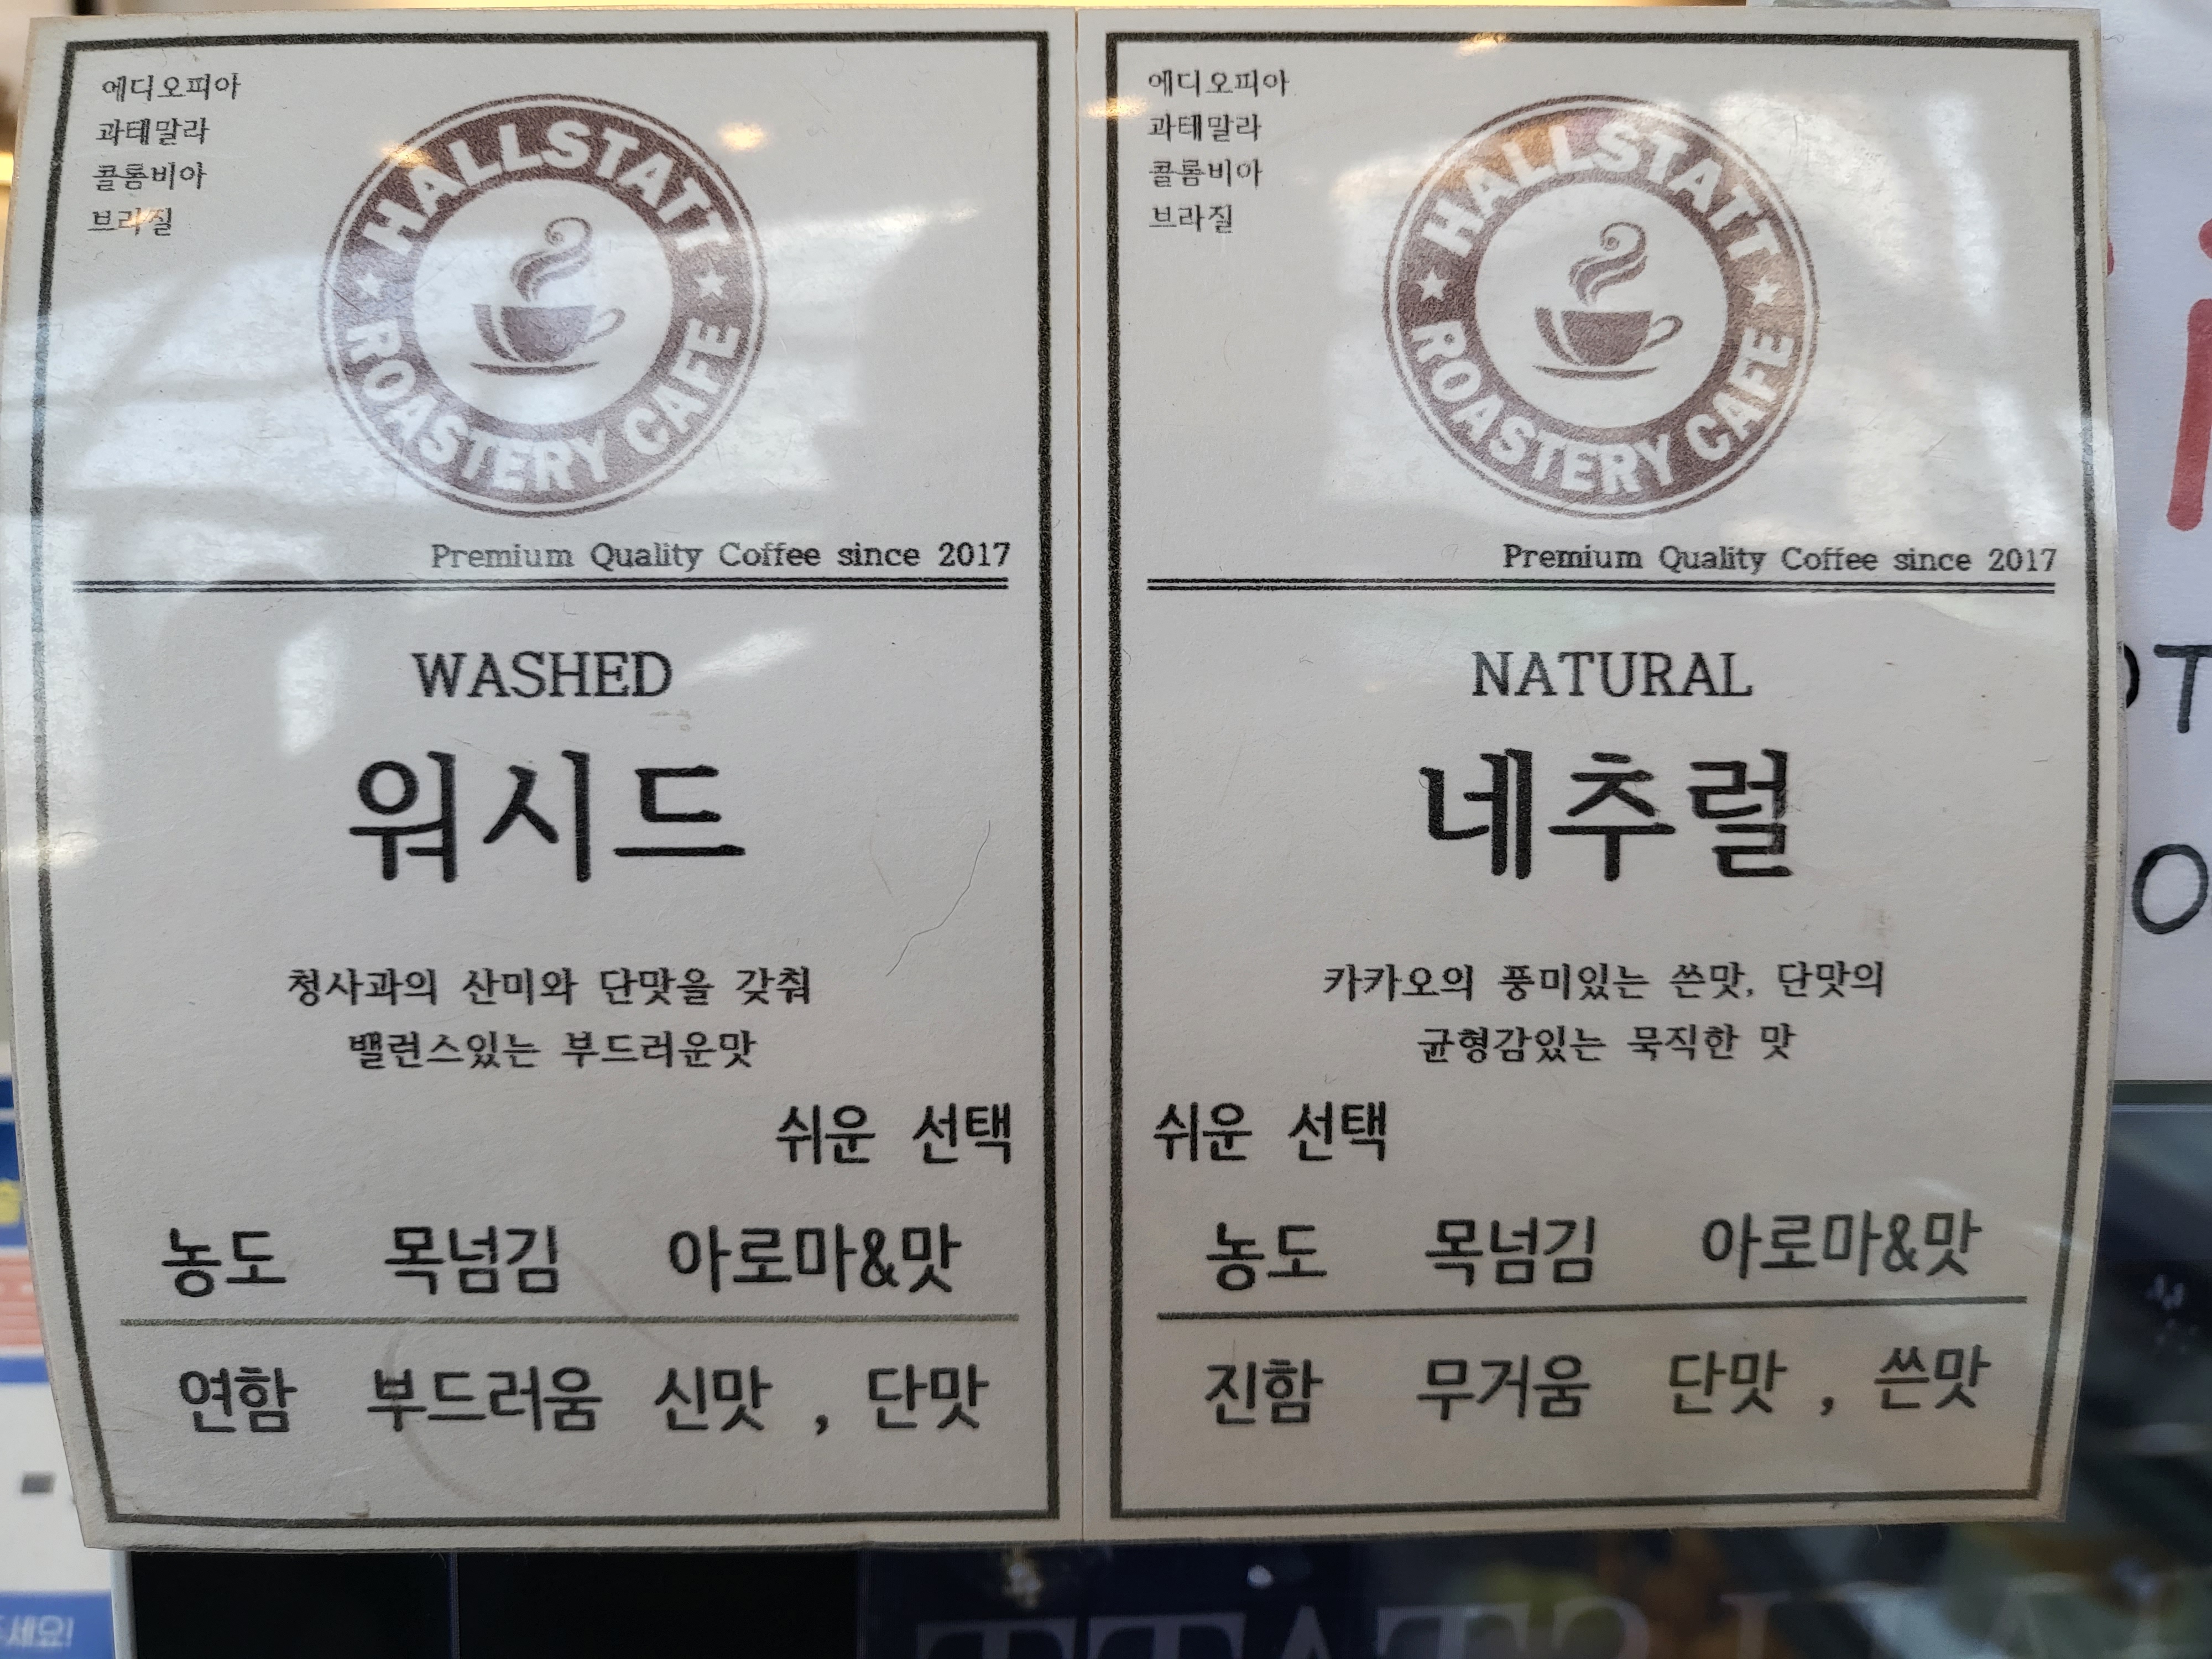 에디오피아
과테말라
콜롬비아
브라질
HALLSTATT
ROASTERY CAFE
Premium Quality Coffee since 2017
WASHED
워시드
청사과의 산미와 단맛을 갖춰
밸런스있는 부드러운맛
쉬운 선택
농도 목넘김 아로마&맛
연함 부드러움 신맛 , 단맛
에디오피아
과테말라
콜롬비아
브라질
HALLSTATT
ROASTERY CAFE
Premium Quality Coffee since 2017
NATURAL
네추럴
카카오의 풍미있는 쓴맛, 단맛의
균형감있는 묵직한 맛
쉬운 선택
농도 목넘김 아로마&맛
진함 무거움 단맛 , 쓴맛